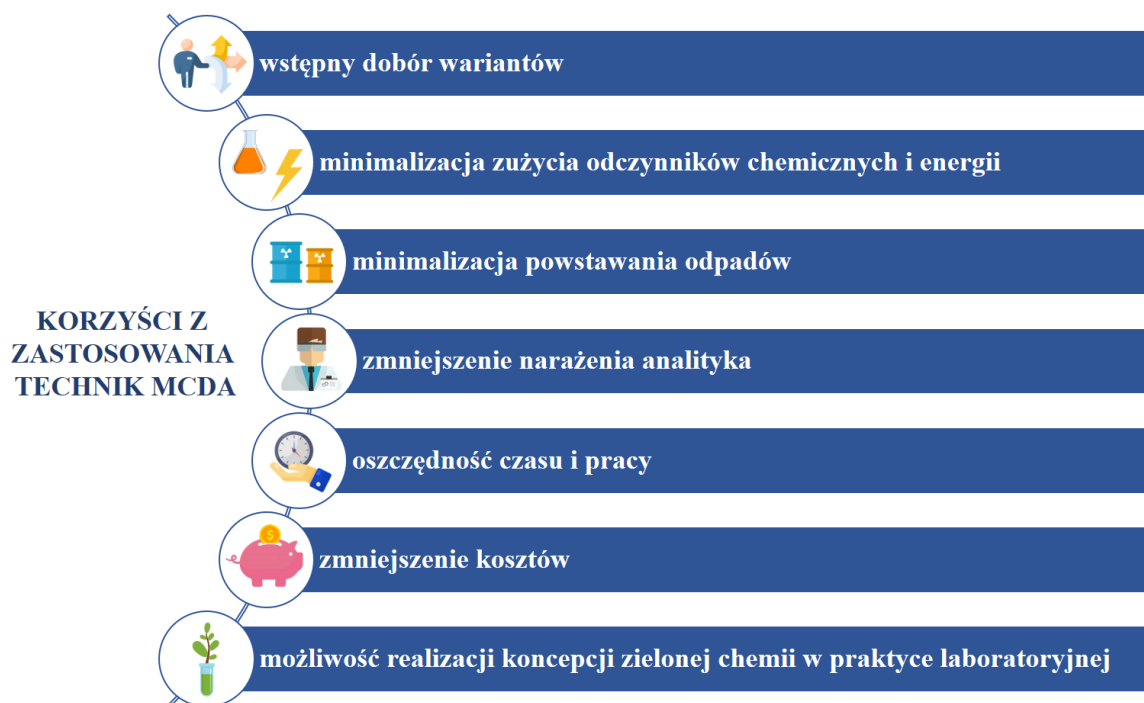 KORZYŚCI Z
ZASTOSOWANIA
TECHNIK MCDA
wstępny dobór wariantów
minimalizacja zużycia odczynników chemicznych i energii
minimalizacja powstawania odpadów
zmniejszenie narażenia analityka
oszczędność czasu i pracy
zmniejszenie kosztów
możliwość realizacji koncepcji zielonej chemii w praktyce laboratoryjnej